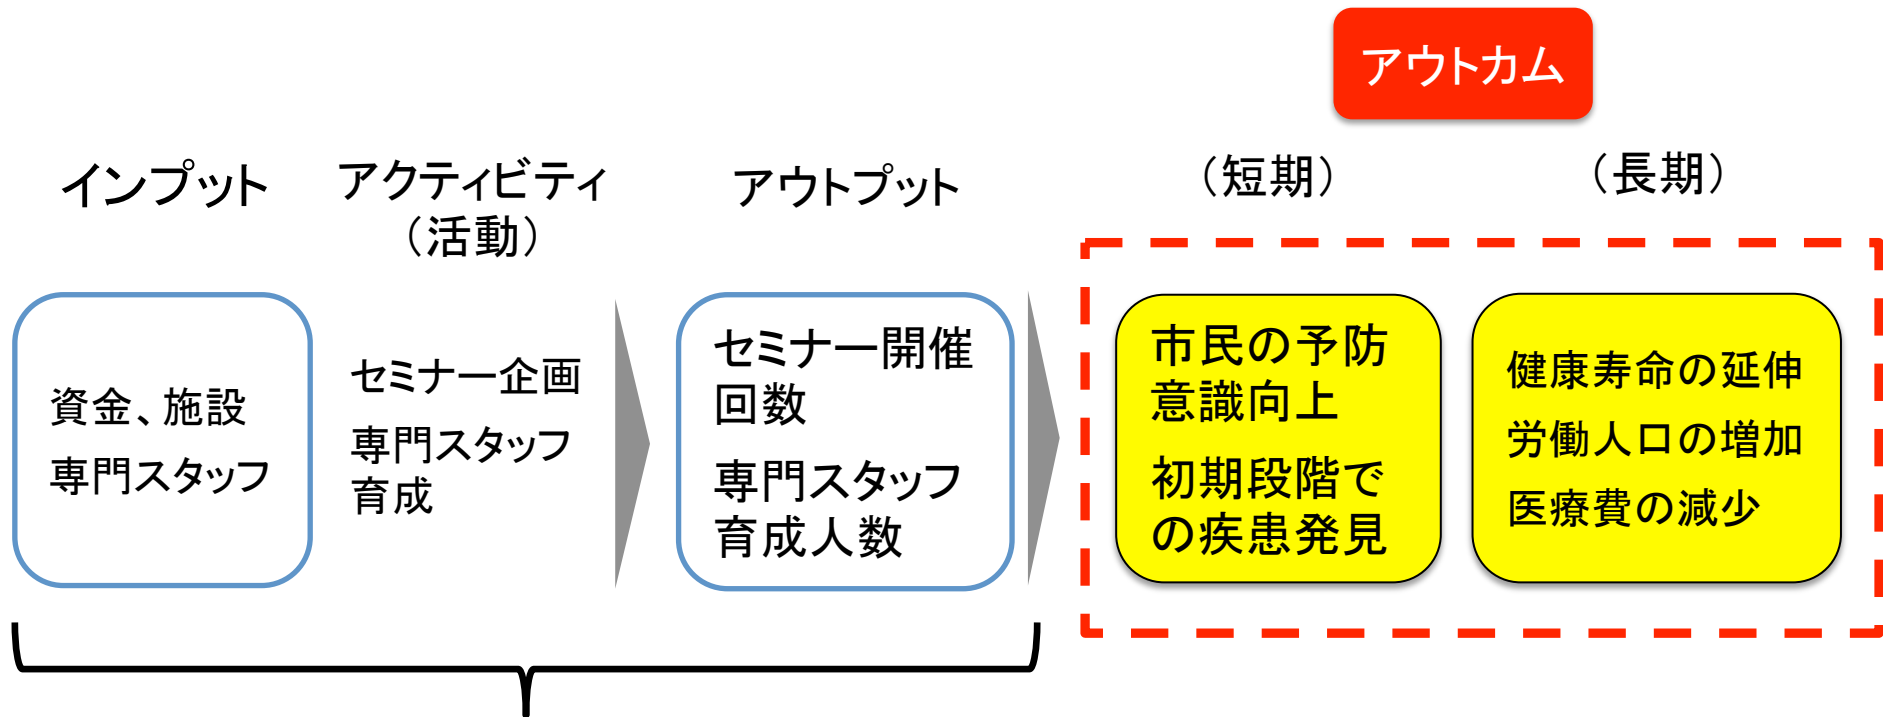 アウトカム
インプット
アクティビティ
（活動）
アウトプット
（短期）
（長期）
資金、施設
専門スタッフ
セミナー企画
専門スタッフ
育成
セミナー開催
回数
専門スタッフ
育成人数
市民の予防
意識向上
初期段階で
の疾患発見
健康寿命の延伸
労働人口の増加
医療費の減少